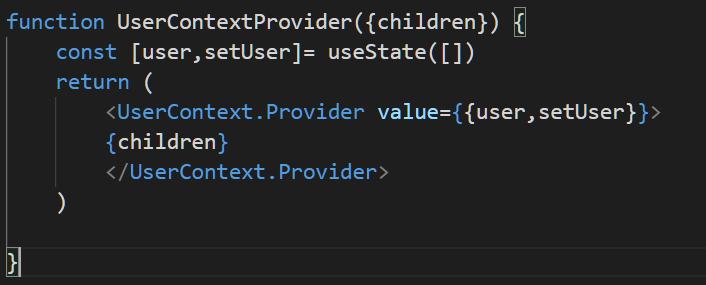 function UserContextProvider({children}) {
    const [user,setUser]= useState([])
    return (
        <UserContext.Provider value={{user,setUser}}>
        {children}
        </UserContext.Provider>
    )

}